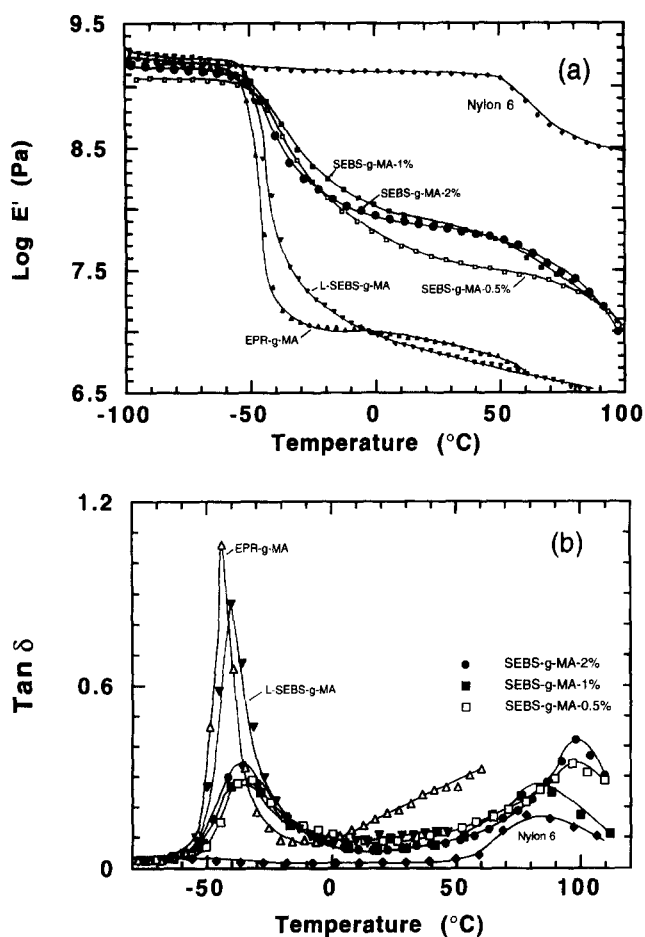 9.5
(a)
Nylon 6
8.5
SEBS-g-MA-1%
SEBS-g-MA-2%
Log E' (Pa)
7.5
L-SEBS-g-MA
SEBS-g-MA-0.5%
EPR-g-MA
6.5
-100 -50 0 50 100
Temperature (°C)
1.2
(b)
EPR-g-MA
SEBS-g-MA-2%
SEBS-g-MA-1%
SEBS-g-MA-0.5%
L-SEBS-g-MA
0.6
Tan δ
Nylon 6
0
-50 0 50 100
Temperature (°C)